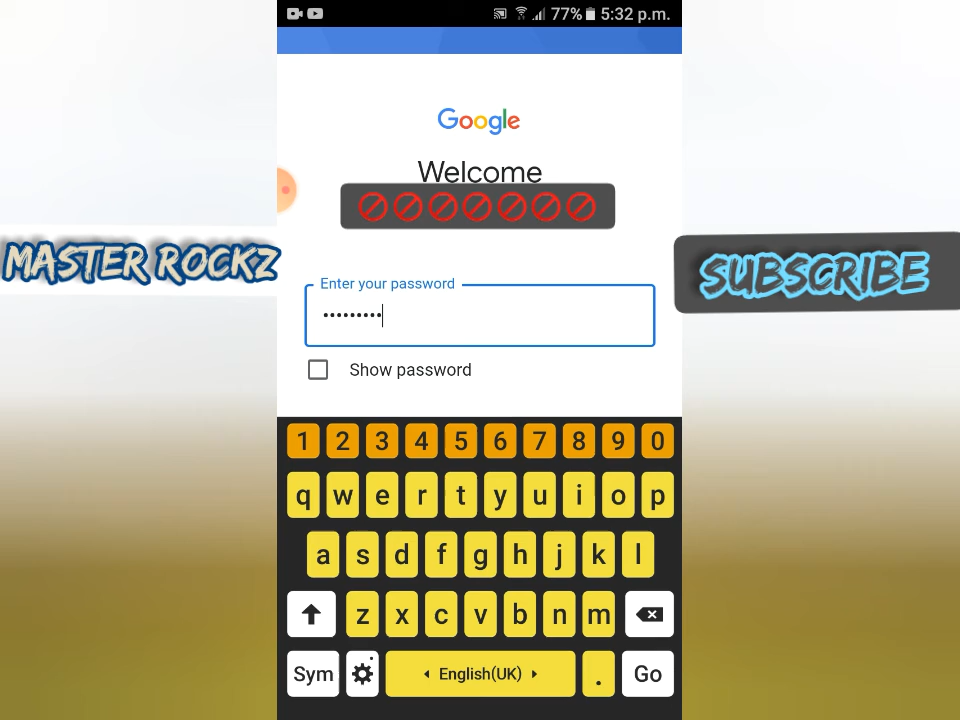 77% 5:32 p.m.
Google
Welcome
MASTER ROCKZ
SUBSCRIBE
Enter your password
•••••••••
Show password
1 2 3 4 5 6 7 8 9 0
q w e r t y u i o p
a s d f g h j k l
z x c v b n m
Sym English(UK) . Go